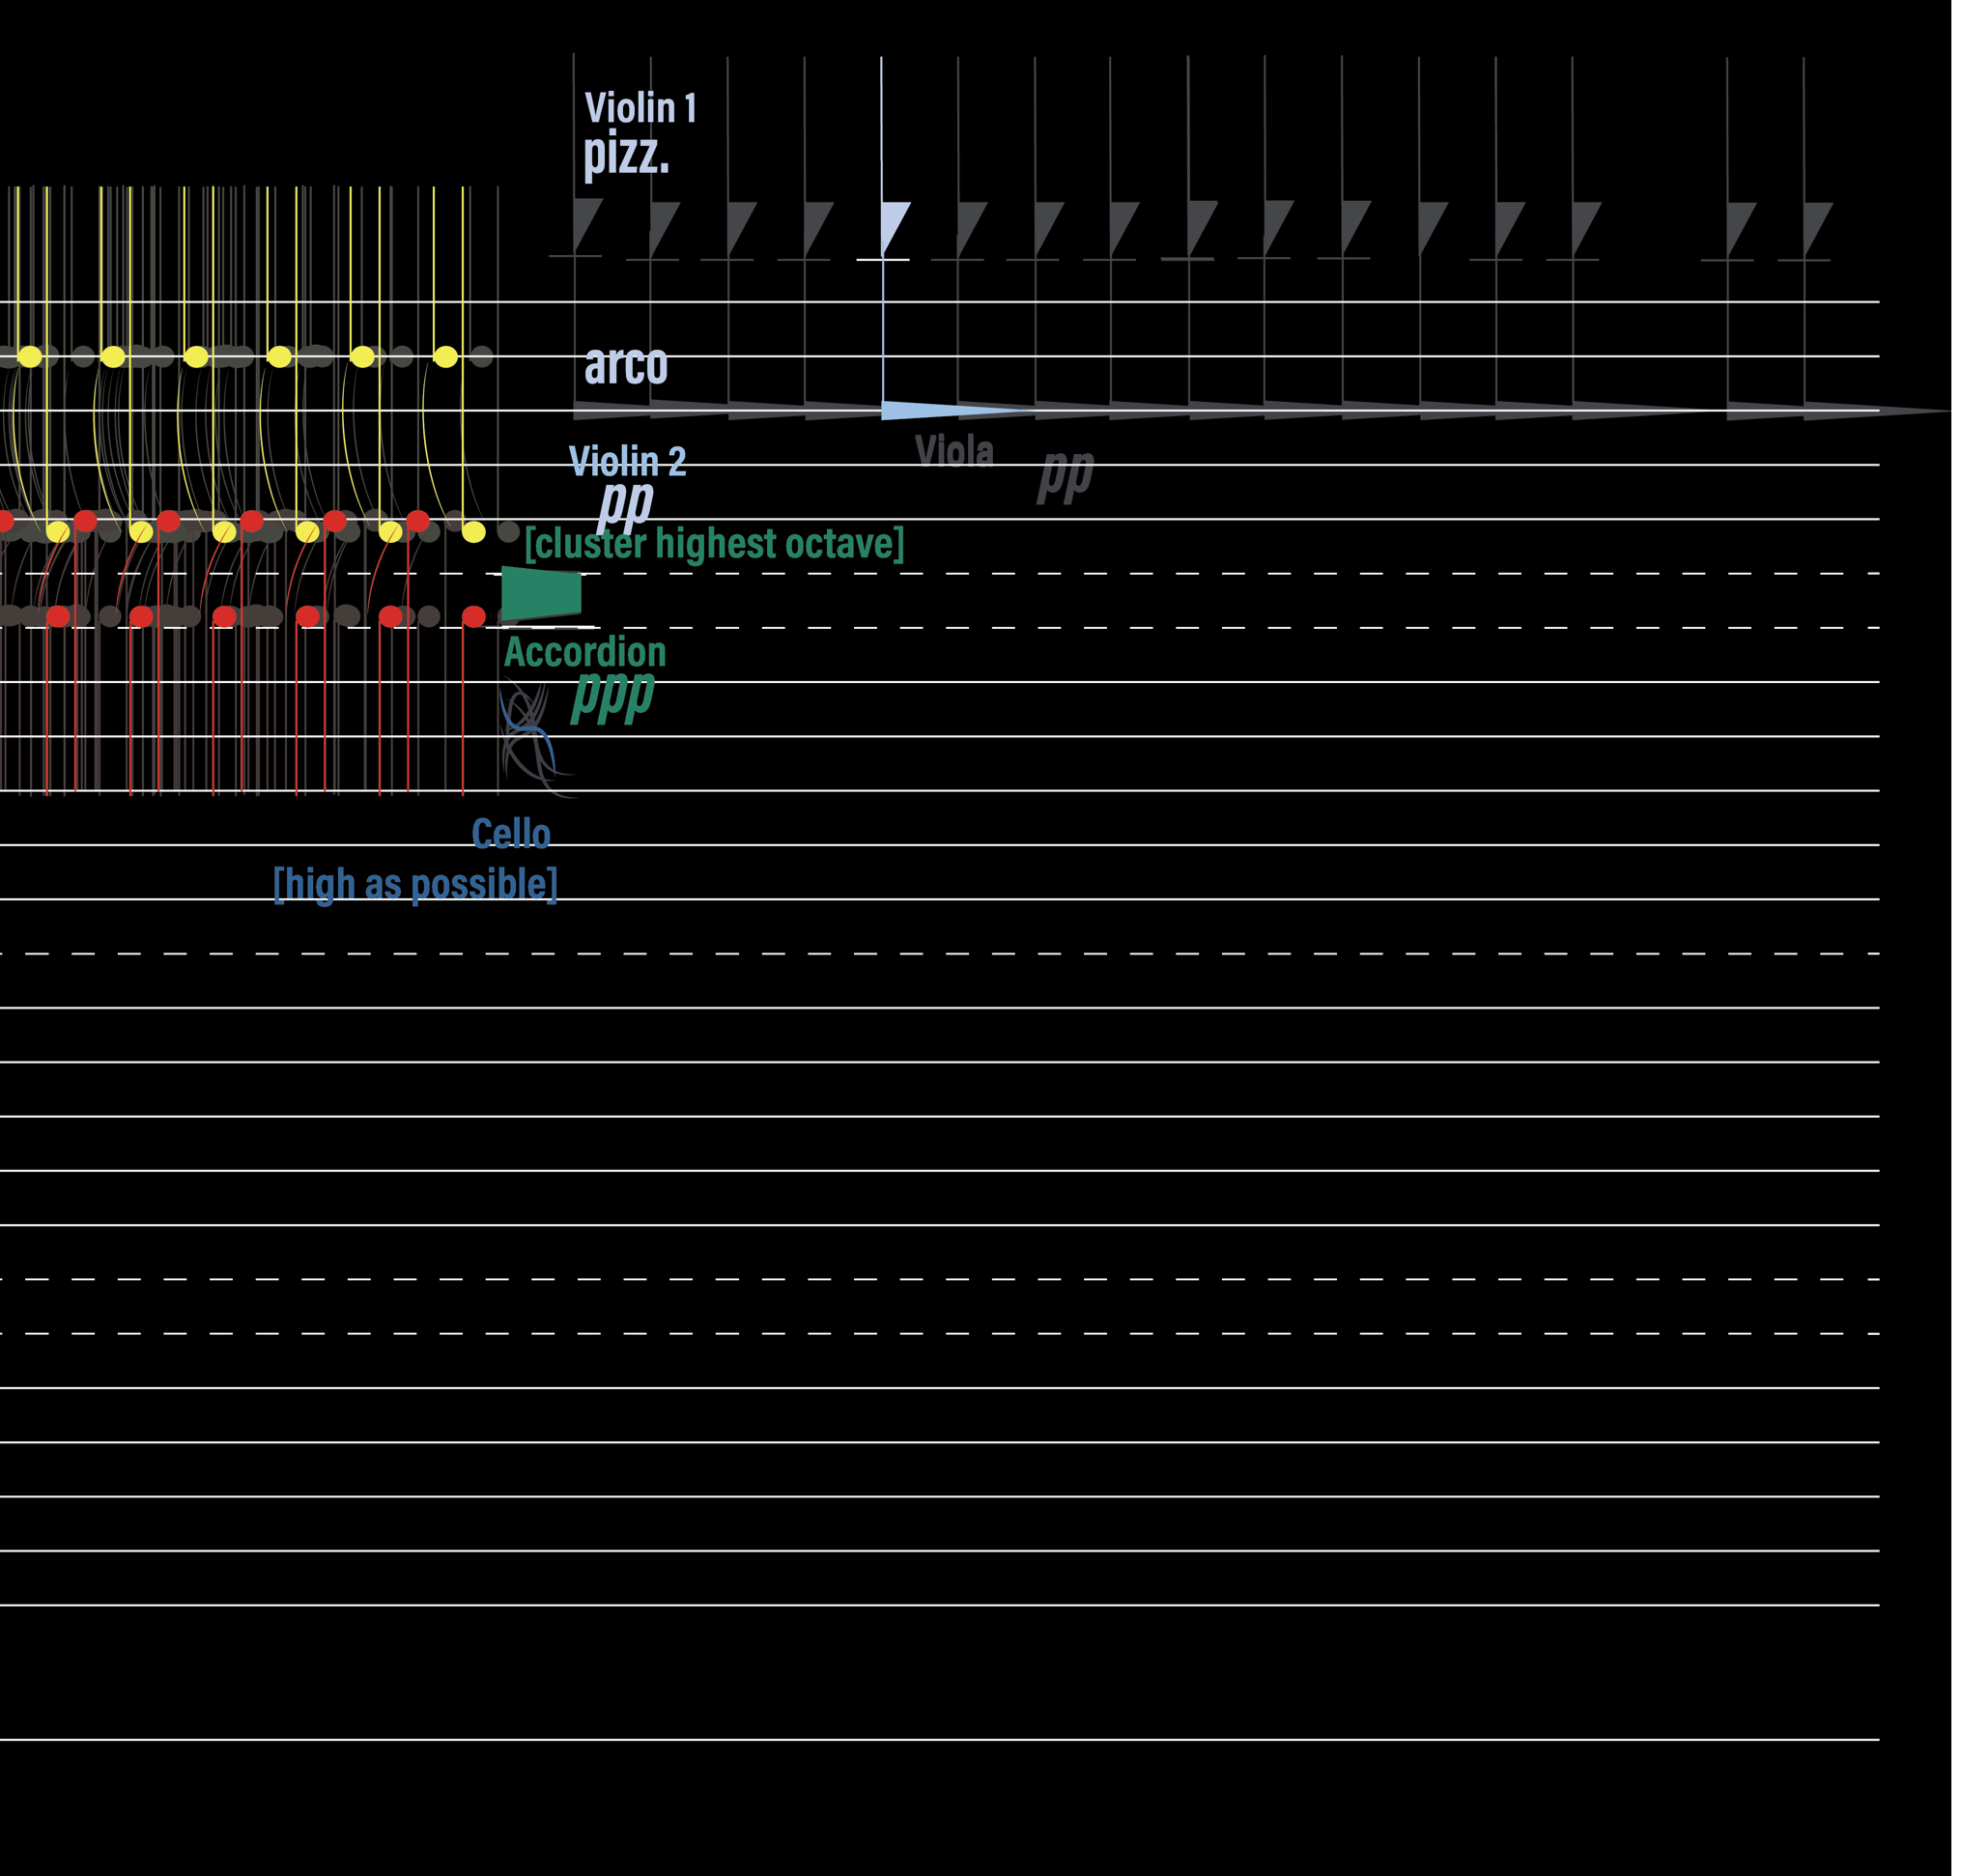 Violin 1
pizz.
arco
Viola
pp
Violin 2
pp
[cluster highest octave]
Accordion
ppp
Cello
[high as possible]